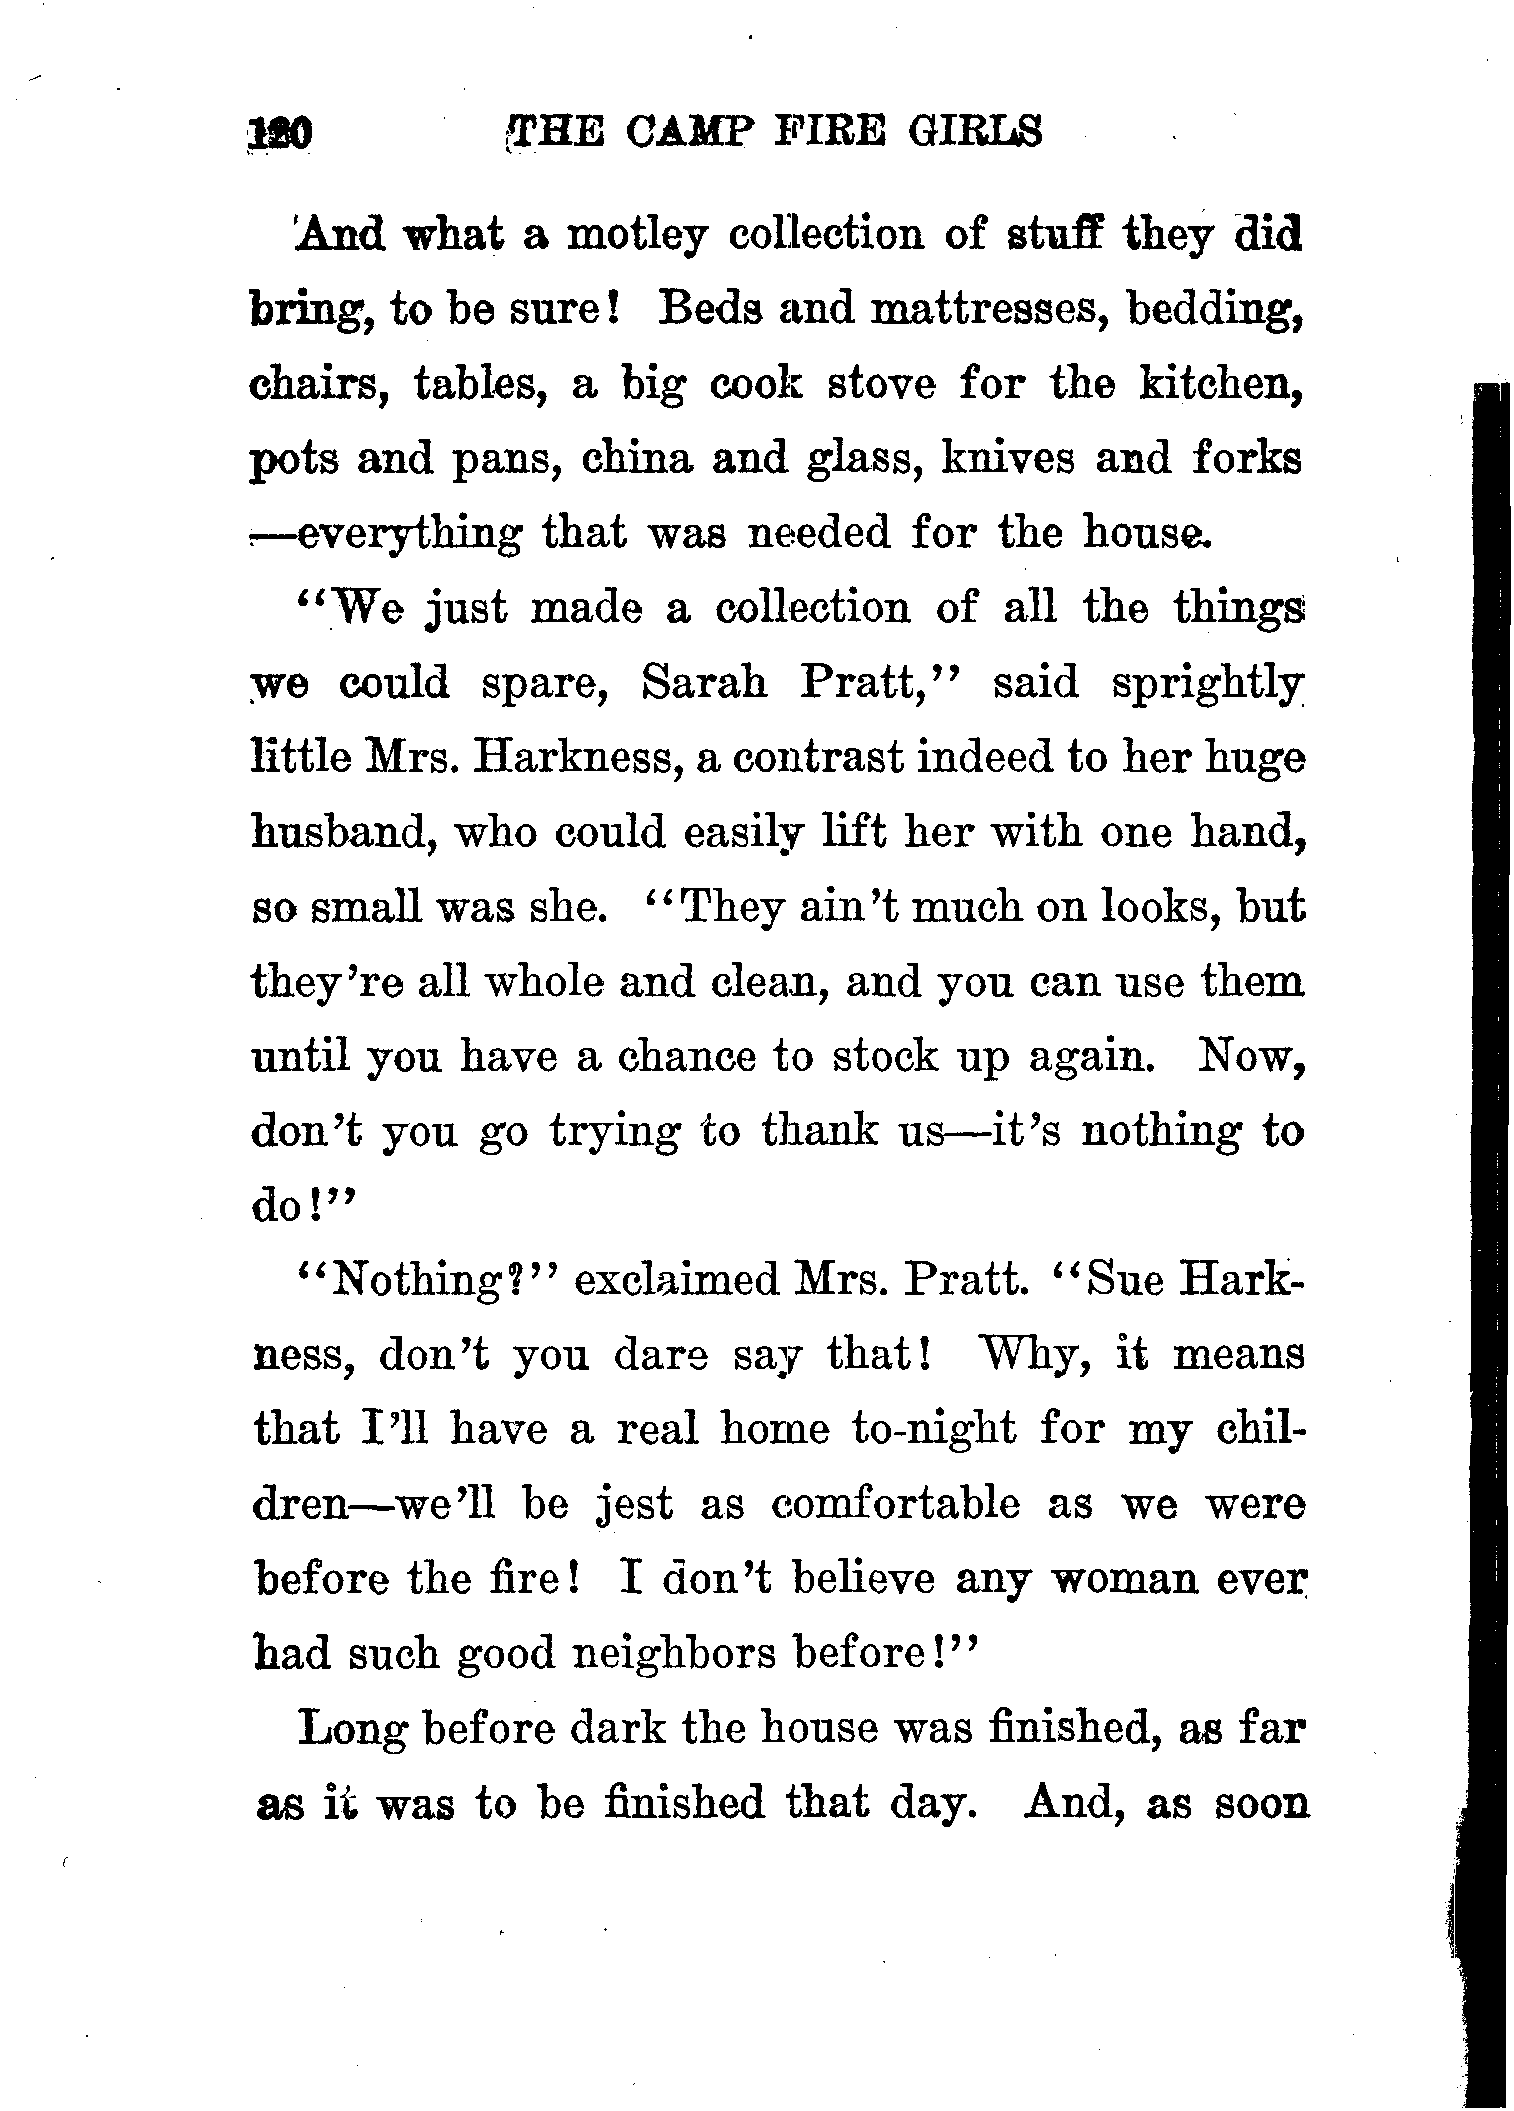 120 THE CAMP FIRE GIRLS
And what a motley collection of stuff they did
bring, to be sure! Beds and mattresses, bedding,
chairs, tables, a big cook stove for the kitchen,
pots and pans, china and glass, knives and forks
—everything that was needed for the house.
"We just made a collection of all the things
we could spare, Sarah Pratt," said sprightly
little Mrs. Harkness, a contrast indeed to her huge
husband, who could easily lift her with one hand,
so small was she. "They ain't much on looks, but
they're all whole and clean, and you can use them
until you have a chance to stock up again. Now,
don't you go trying to thank us—it's nothing to
do!"
"Nothing?" exclaimed Mrs. Pratt. "Sue Hark-
ness, don't you dare say that! Why, it means
that I'll have a real home to-night for my chil-
dren—we'll be jest as comfortable as we were
before the fire! I don't believe any woman ever
had such good neighbors before!"
Long before dark the house was finished, as far
as it was to be finished that day. And, as soon